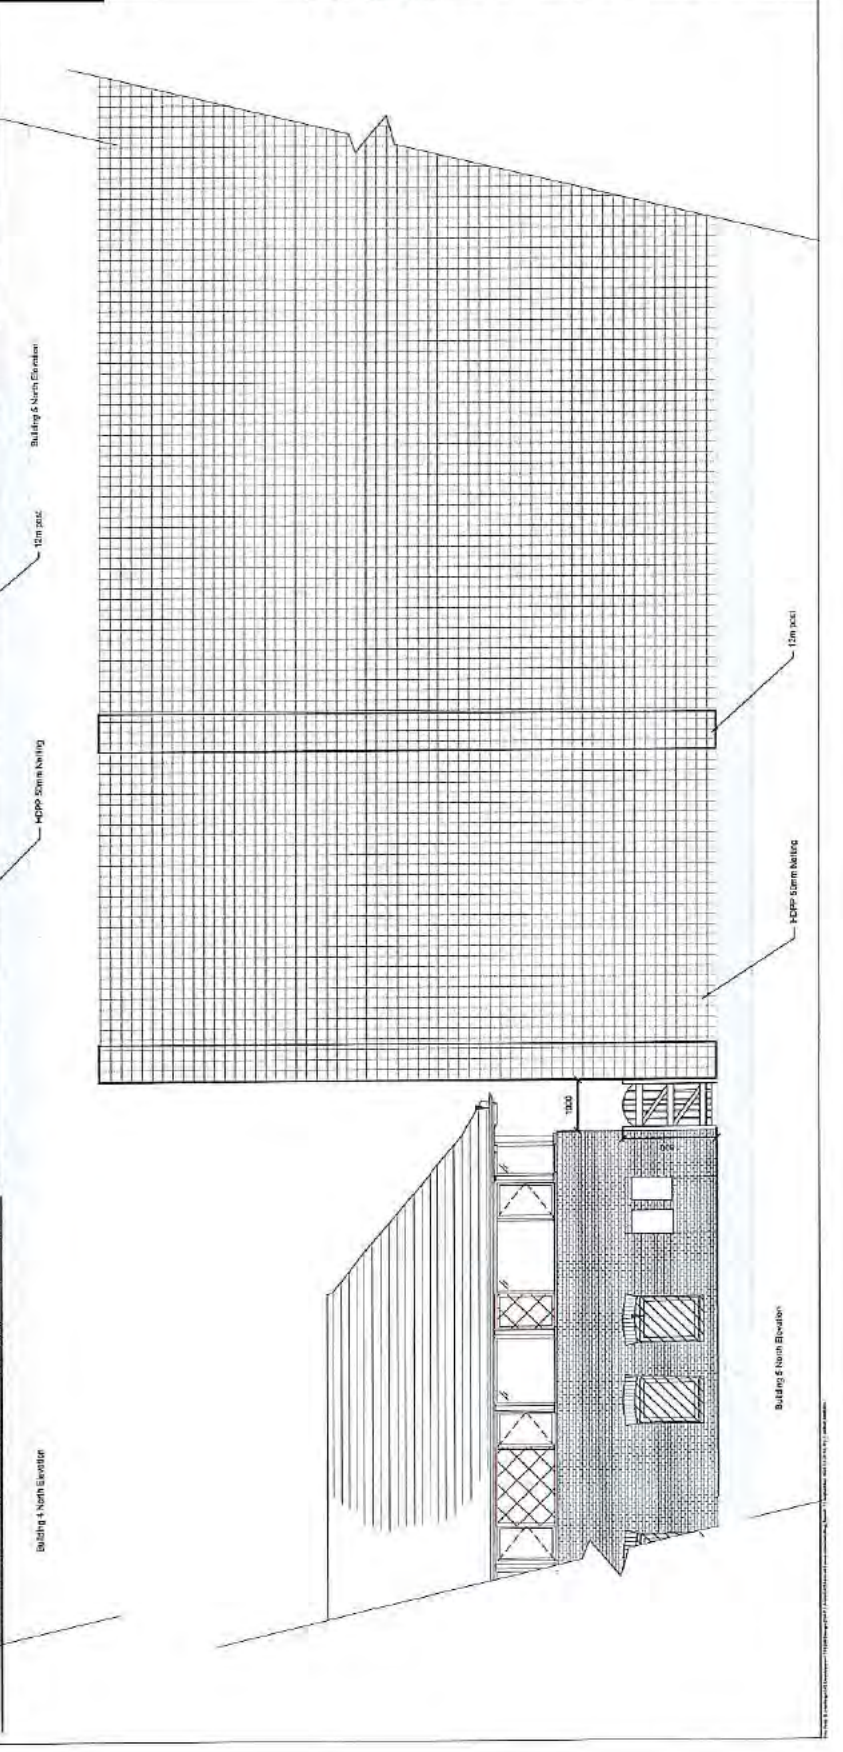 Building 4 North Elevation
HDPP 50mm Netting
12m post
Building 5 North Elevation
1000
Building 5 North Elevation
HDPP 50mm Netting
12m post